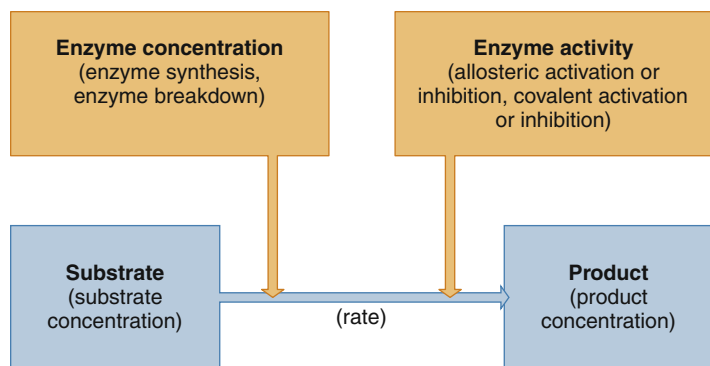 Enzyme concentration
(enzyme synthesis,
enzyme breakdown)
Enzyme activity
(allosteric activation or
inhibition, covalent activation
or inhibition)
Substrate
(substrate
concentration)
(rate)
Product
(product
concentration)